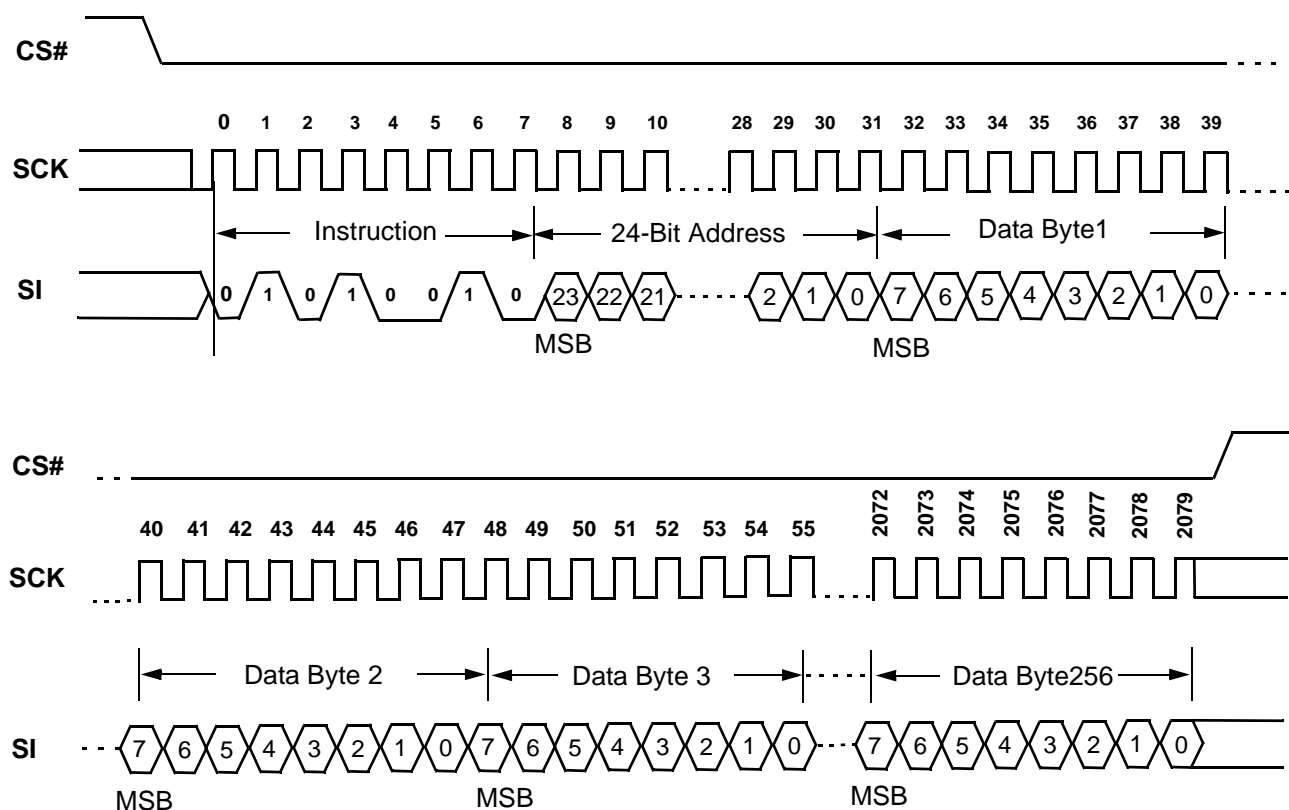 CS#
0 1 2 3 4 5 6 7 8 9 10 28 29 30 31 32 33 34 35 36 37 38 39
SCK
Instruction 24-Bit Address Data Byte1
SI 0 1 0 1 0 0 1 0 23 22 21 2 1 0 7 6 5 4 3 2 1 0
MSB MSB
CS#
40 41 42 43 44 45 46 47 48 49 50 51 52 53 54 55 2072 2073 2074 2075 2076 2077 2078 2079
SCK
Data Byte 2 Data Byte 3 Data Byte256
SI 7 6 5 4 3 2 1 0 7 6 5 4 3 2 1 0 7 6 5 4 3 2 1 0
MSB MSB MSB